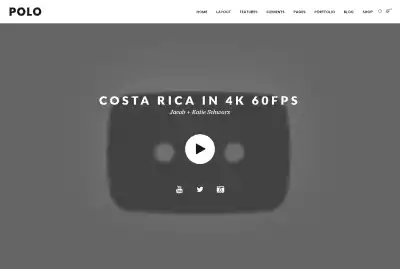 POLO
HOME LAYOUT FEATURES ELEMENTS PAGES PORTFOLIO BLOG SHOP
COSTA RICA IN 4K 60FPS
Jacob + Katie Schwarz